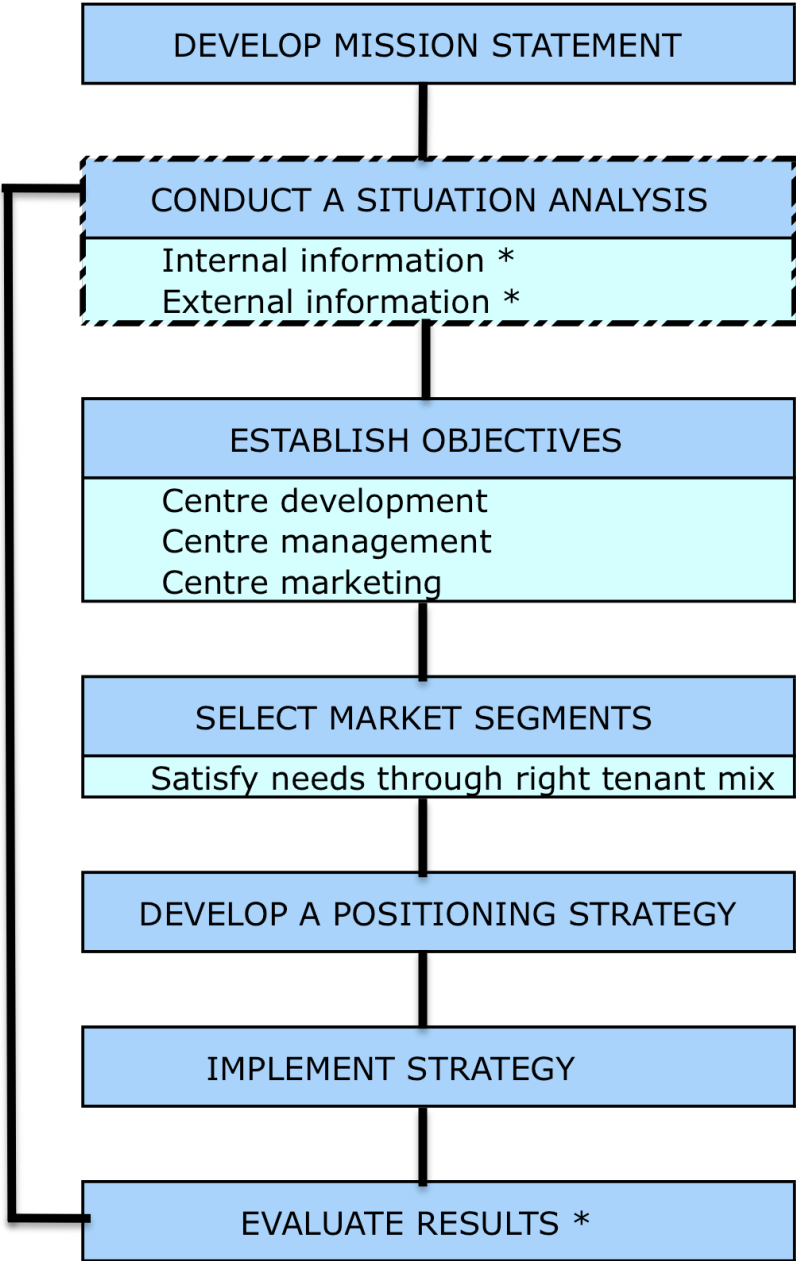 DEVELOP MISSION STATEMENT
CONDUCT A SITUATION ANALYSIS
Internal information *
External information *
ESTABLISH OBJECTIVES
Centre development
Centre management
Centre marketing
SELECT MARKET SEGMENTS
Satisfy needs through right tenant mix
DEVELOP A POSITIONING STRATEGY
IMPLEMENT STRATEGY
EVALUATE RESULTS *